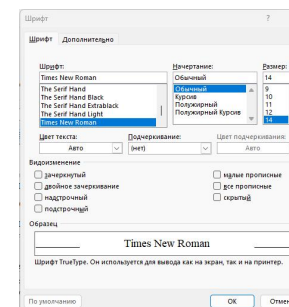 Шрифт ?
Шрифт Дополнительно
Шрифт: Начертание: Размер:
Times New Roman Обычный 14
The Serif Hand Обычный 9
The Serif Hand Black Курсив 10
The Serif Hand Extrablack Полужирный 11
The Serif Hand Light Полужирный Курсив 12
Times New Roman 14
Цвет текста: Подчеркивание: Цвет подчеркивания:
Авто (нет) Авто
Видоизменение
зачеркнутый малые прописные
двойное зачеркивание все прописные
надстрочный скрытый
подстрочный
Образец
Times New Roman
Шрифт TrueType. Он используется для вывода как на экран, так и на принтер.
По умолчанию ОК Отмен